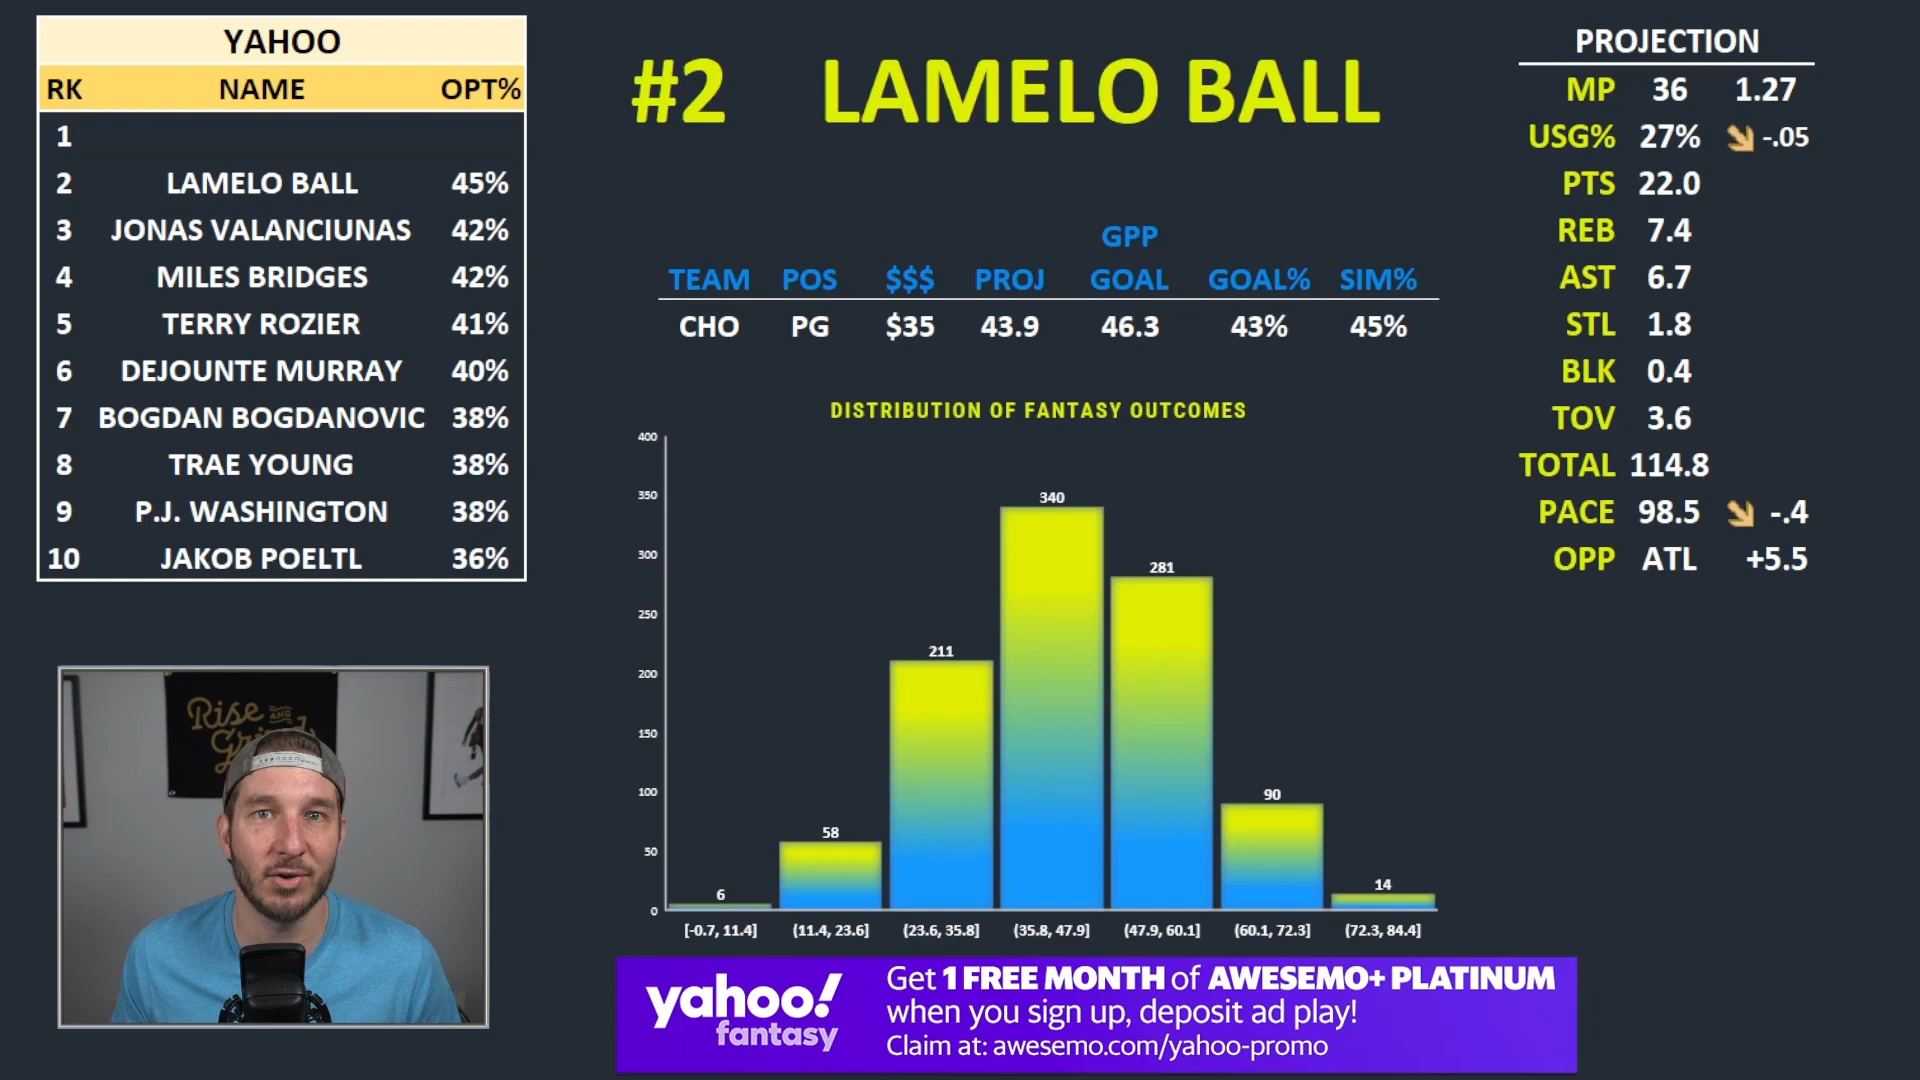 YAHOO
RK NAME OPT%
1
2 LAMELO BALL 45%
3 JONAS VALANCIUNAS 42%
4 MILES BRIDGES 42%
5 TERRY ROZIER 41%
6 DEJOUNTE MURRAY 40%
7 BOGDAN BOGDANOVIC 38%
8 TRAE YOUNG 38%
9 P.J. WASHINGTON 38%
10 JAKOB POELTL 36%
#2 LAMELO BALL
GPP
TEAM POS $$$ PROJ GOAL GOAL% SIM%
CHO PG $35 43.9 46.3 43% 45%
DISTRIBUTION OF FANTASY OUTCOMES
400
350
300
250
200
150
100
50
0
6
58
211
340
281
90
14
[-0.7, 11.4] (11.4, 23.6] (23.6, 35.8] (35.8, 47.9] (47.9, 60.1] (60.1, 72.3] (72.3, 84.4]
PROJECTION
MP 36 1.27
USG% 27% -.05
PTS 22.0
REB 7.4
AST 6.7
STL 1.8
BLK 0.4
TOV 3.6
TOTAL 114.8
PACE 98.5 -.4
OPP ATL +5.5
Rise AND
yahoo!
fantasy
Get 1 FREE MONTH of AWESEMO+ PLATINUM
when you sign up, deposit ad play!
Claim at: awesemo.com/yahoo-promo